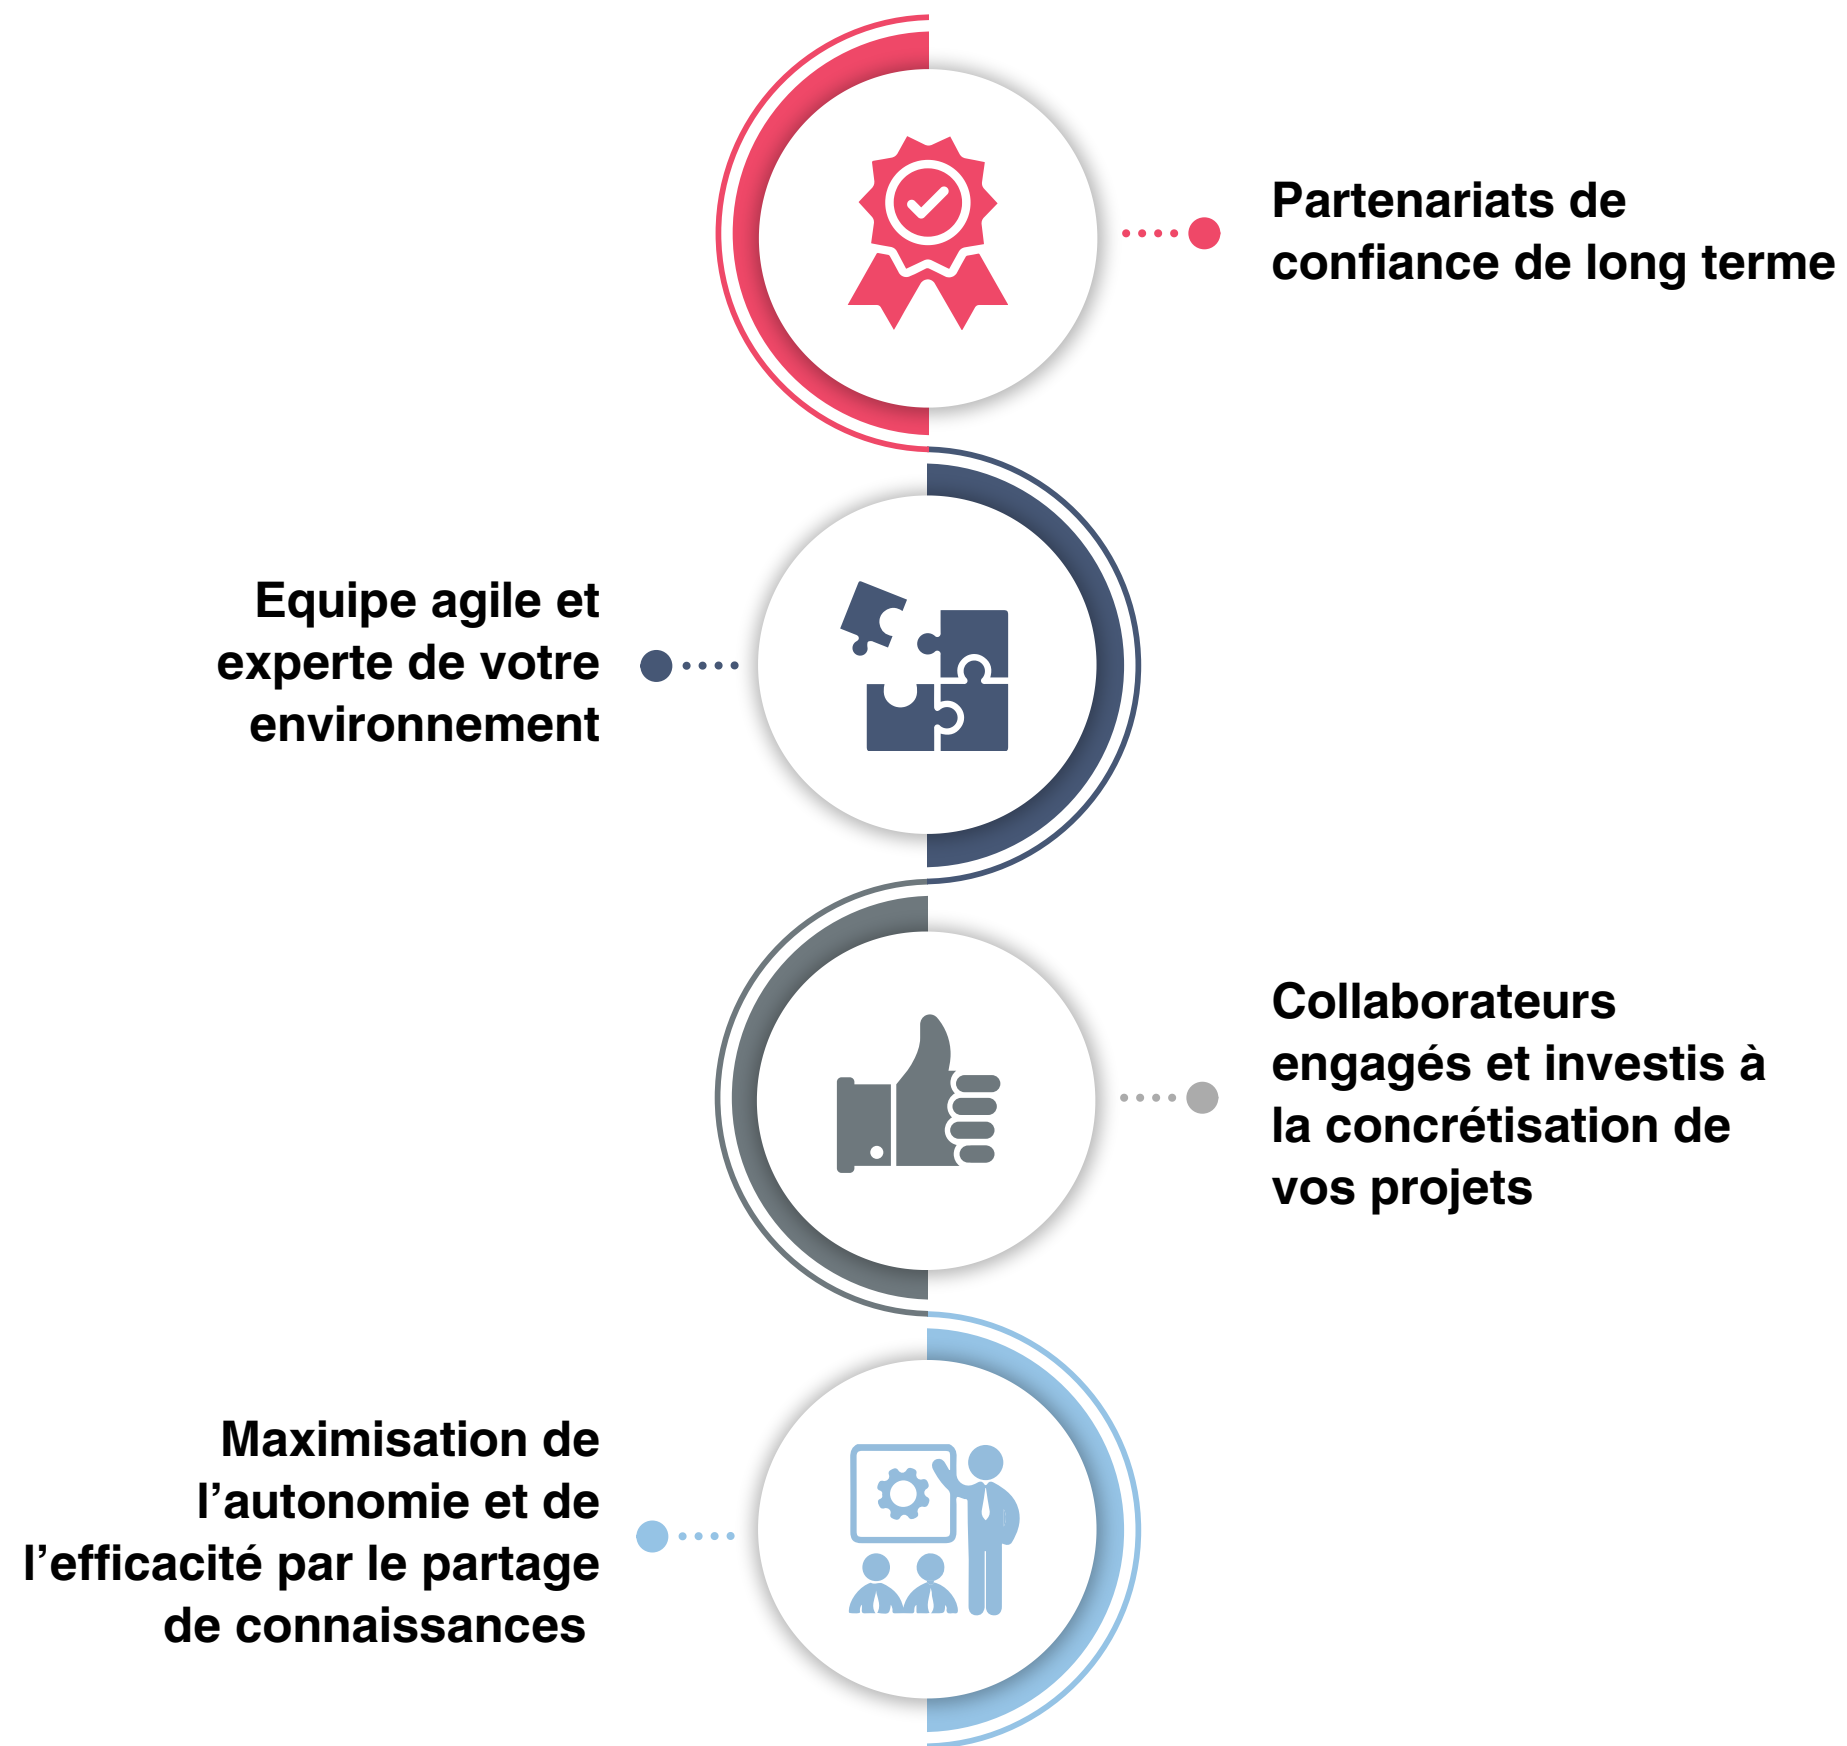 Partenariats de
confiance de long terme
Equipe agile et
experte de votre
environnement
Collaborateurs
engagés et investis à
la concrétisation de
vos projets
Maximisation de
l’autonomie et de
l’efficacité par le partage
de connaissances